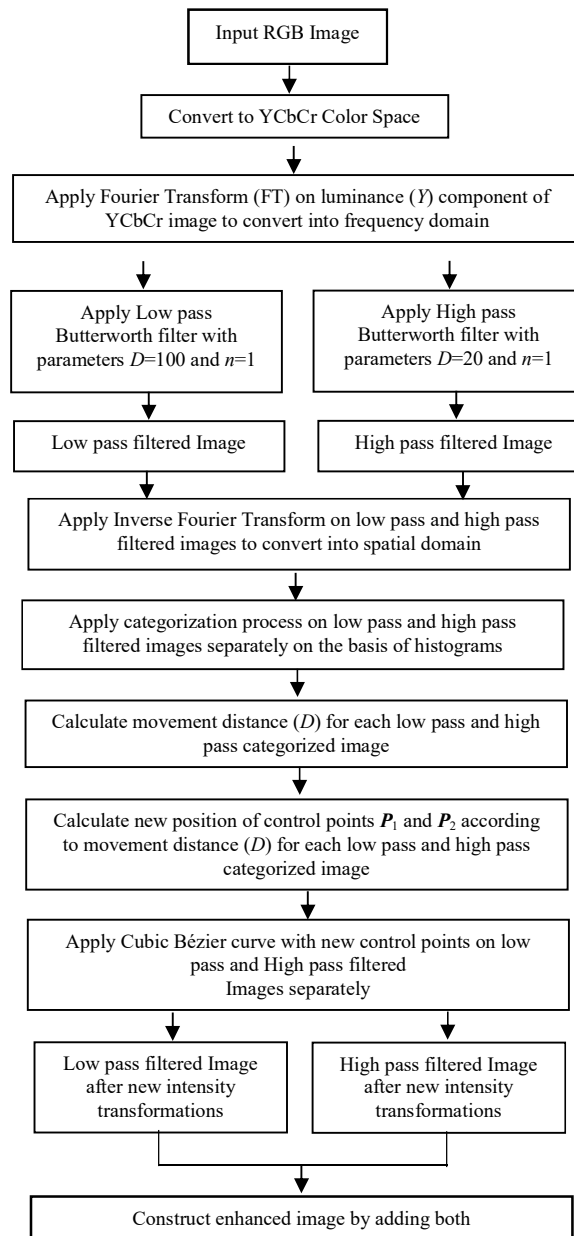 Input RGB Image
Convert to YCbCr Color Space
Apply Fourier Transform (FT) on luminance (Y) component of
YCbCr image to convert into frequency domain
Apply Low pass
Butterworth filter with
parameters D=100 and n=1
Apply High pass
Butterworth filter with
parameters D=20 and n=1
Low pass filtered Image
High pass filtered Image
Apply Inverse Fourier Transform on low pass and high pass
filtered images to convert into spatial domain
Apply categorization process on low pass and high pass
filtered images separately on the basis of histograms
Calculate movement distance (D) for each low pass and high
pass categorized image
Calculate new position of control points P₁ and P₂ according
to movement distance (D) for each low pass and high pass
categorized image
Apply Cubic Bézier curve with new control points on low
pass and High pass filtered
Images separately
Low pass filtered Image
after new intensity
transformations
High pass filtered Image
after new intensity
transformations
Construct enhanced image by adding both